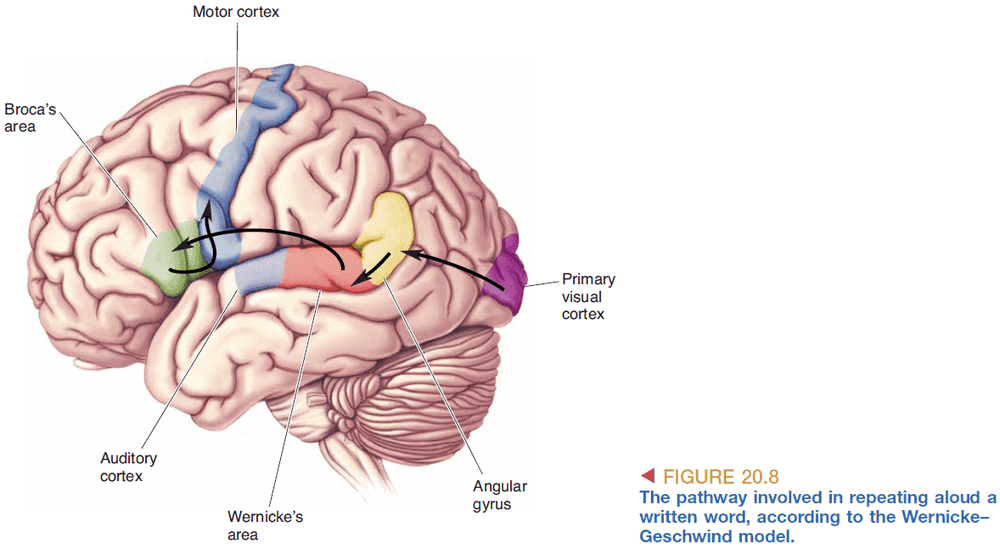 Motor cortex
Broca's
area
Primary
visual
cortex
Auditory
cortex
Angular
gyrus
Wernicke's
area
◀ FIGURE 20.8
The pathway involved in repeating aloud a
written word, according to the Wernicke–
Geschwind model.